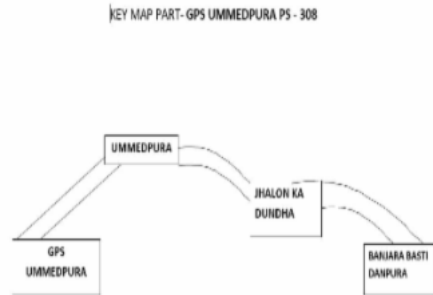 KEY MAP PART- GPS UMMEDPURA PS - 308
UMMEDPURA
JHALON KA
DUNDHA
GPS
UMMEDPURA
BANJARA BASTI
DANPURA